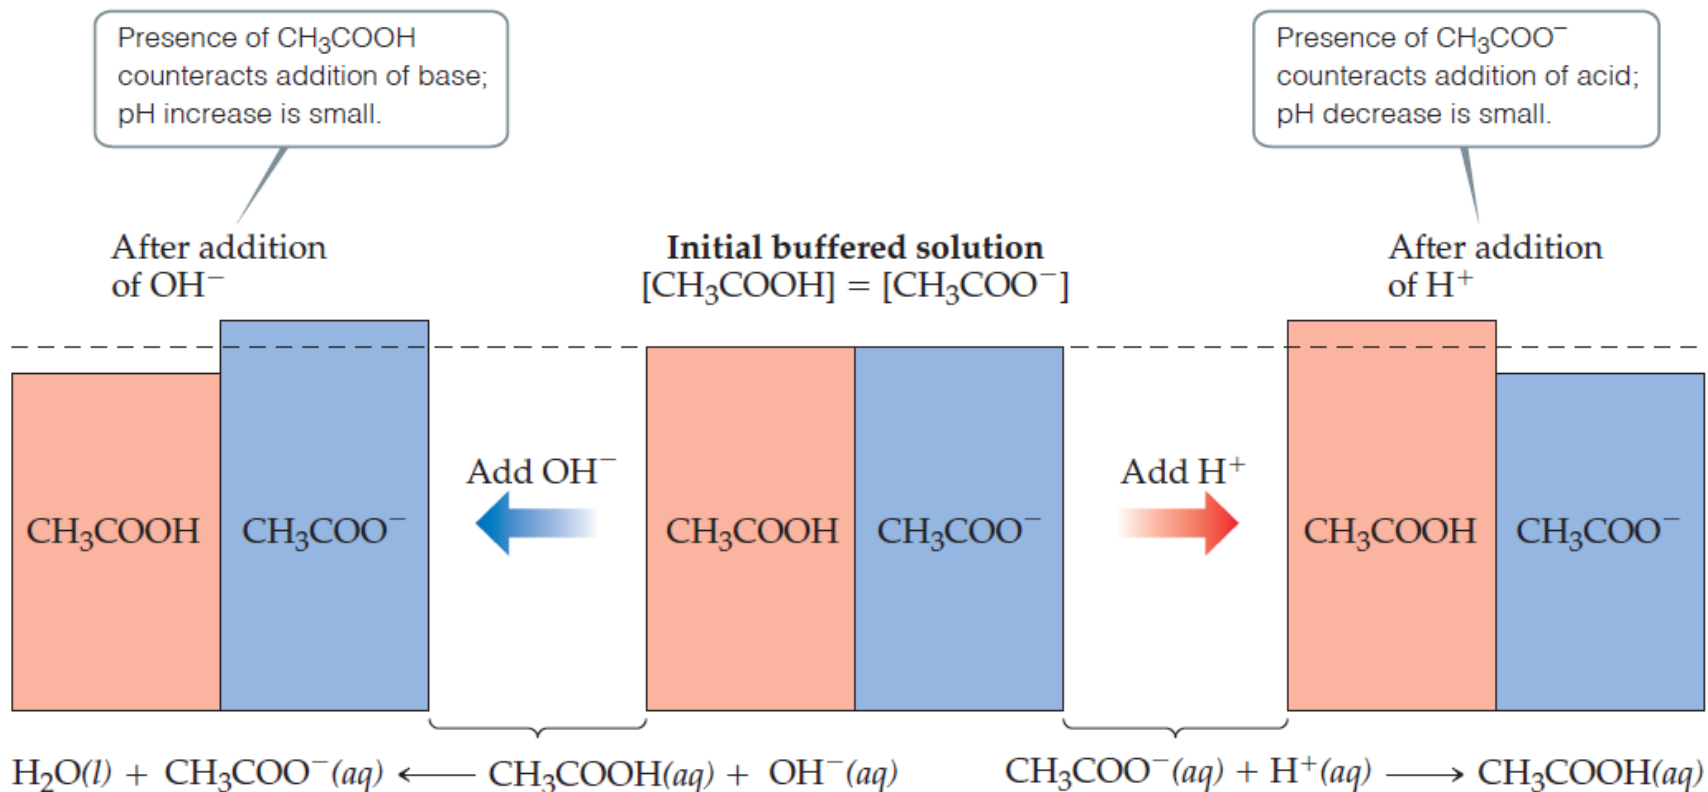 Presence of CH₃COOH
counteracts addition of base;
pH increase is small.
Presence of CH₃COO⁻
counteracts addition of acid;
pH decrease is small.
After addition
of OH⁻
Initial buffered solution
[CH₃COOH] = [CH₃COO⁻]
After addition
of H⁺
Add OH⁻
Add H⁺
CH₃COOH
CH₃COO⁻
CH₃COOH
CH₃COO⁻
CH₃COOH
CH₃COO⁻
H₂O(l) + CH₃COO⁻(aq) ⟵ CH₃COOH(aq) + OH⁻(aq)
CH₃COO⁻(aq) + H⁺(aq) ⟶ CH₃COOH(aq)